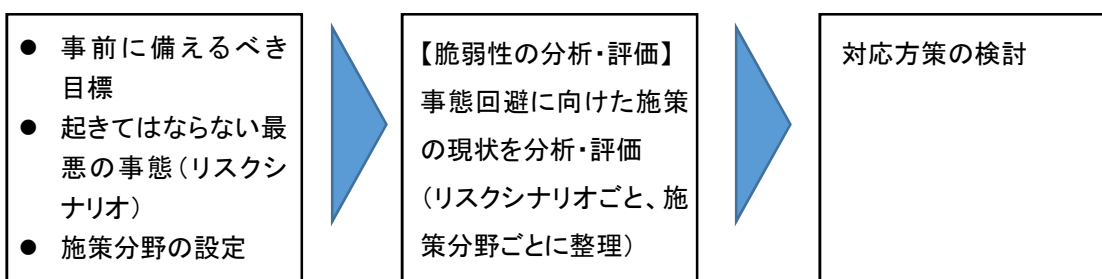 ● 事前に備えるべき
目標
● 起きてはならない最
悪の事態(リスクシ
ナリオ)
● 施策分野の設定
【脆弱性の分析・評価】
事態回避に向けた施策
の現状を分析・評価
(リスクシナリオごと、施
策分野ごとに整理)
対応方策の検討